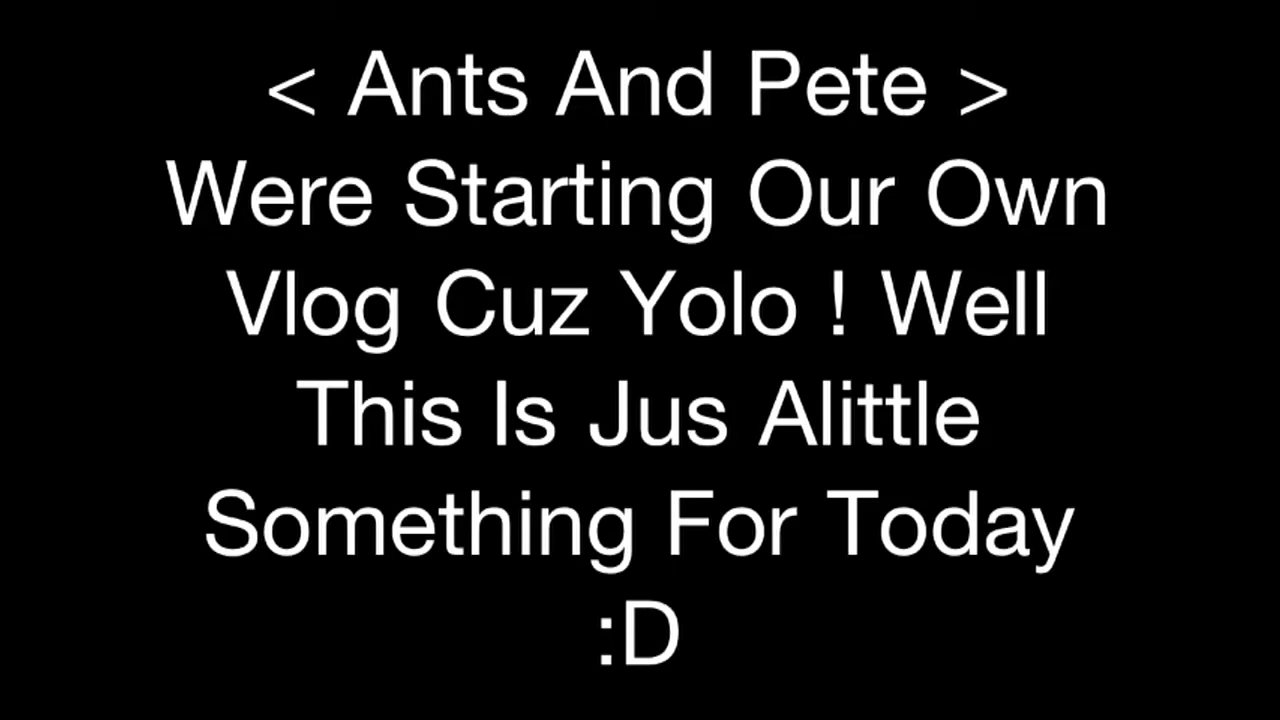 < Ants And Pete >
Were Starting Our Own
Vlog Cuz Yolo ! Well
This Is Jus Alittle
Something For Today
:D